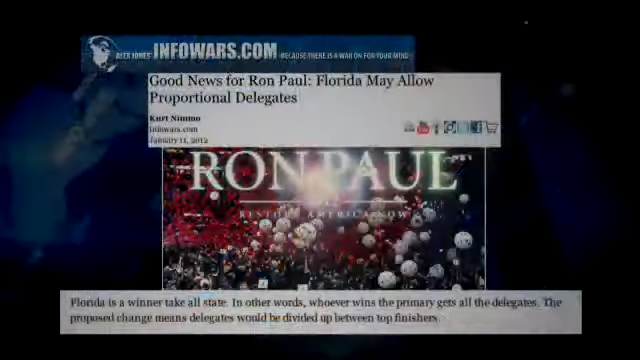 ALEX JONES' INFOWARS.COM BECAUSE THERE IS A WAR ON FOR YOUR MIND
Good News for Ron Paul: Florida May Allow
Proportional Delegates
Kurt Nimmo
Infowars.com
January 11, 2012
RON PAUL
RESTORE AMERICA NOW
Florida is a winner take all state. In other words, whoever wins the primary gets all the delegates. The
proposed change means delegates would be divided up between top finishers.